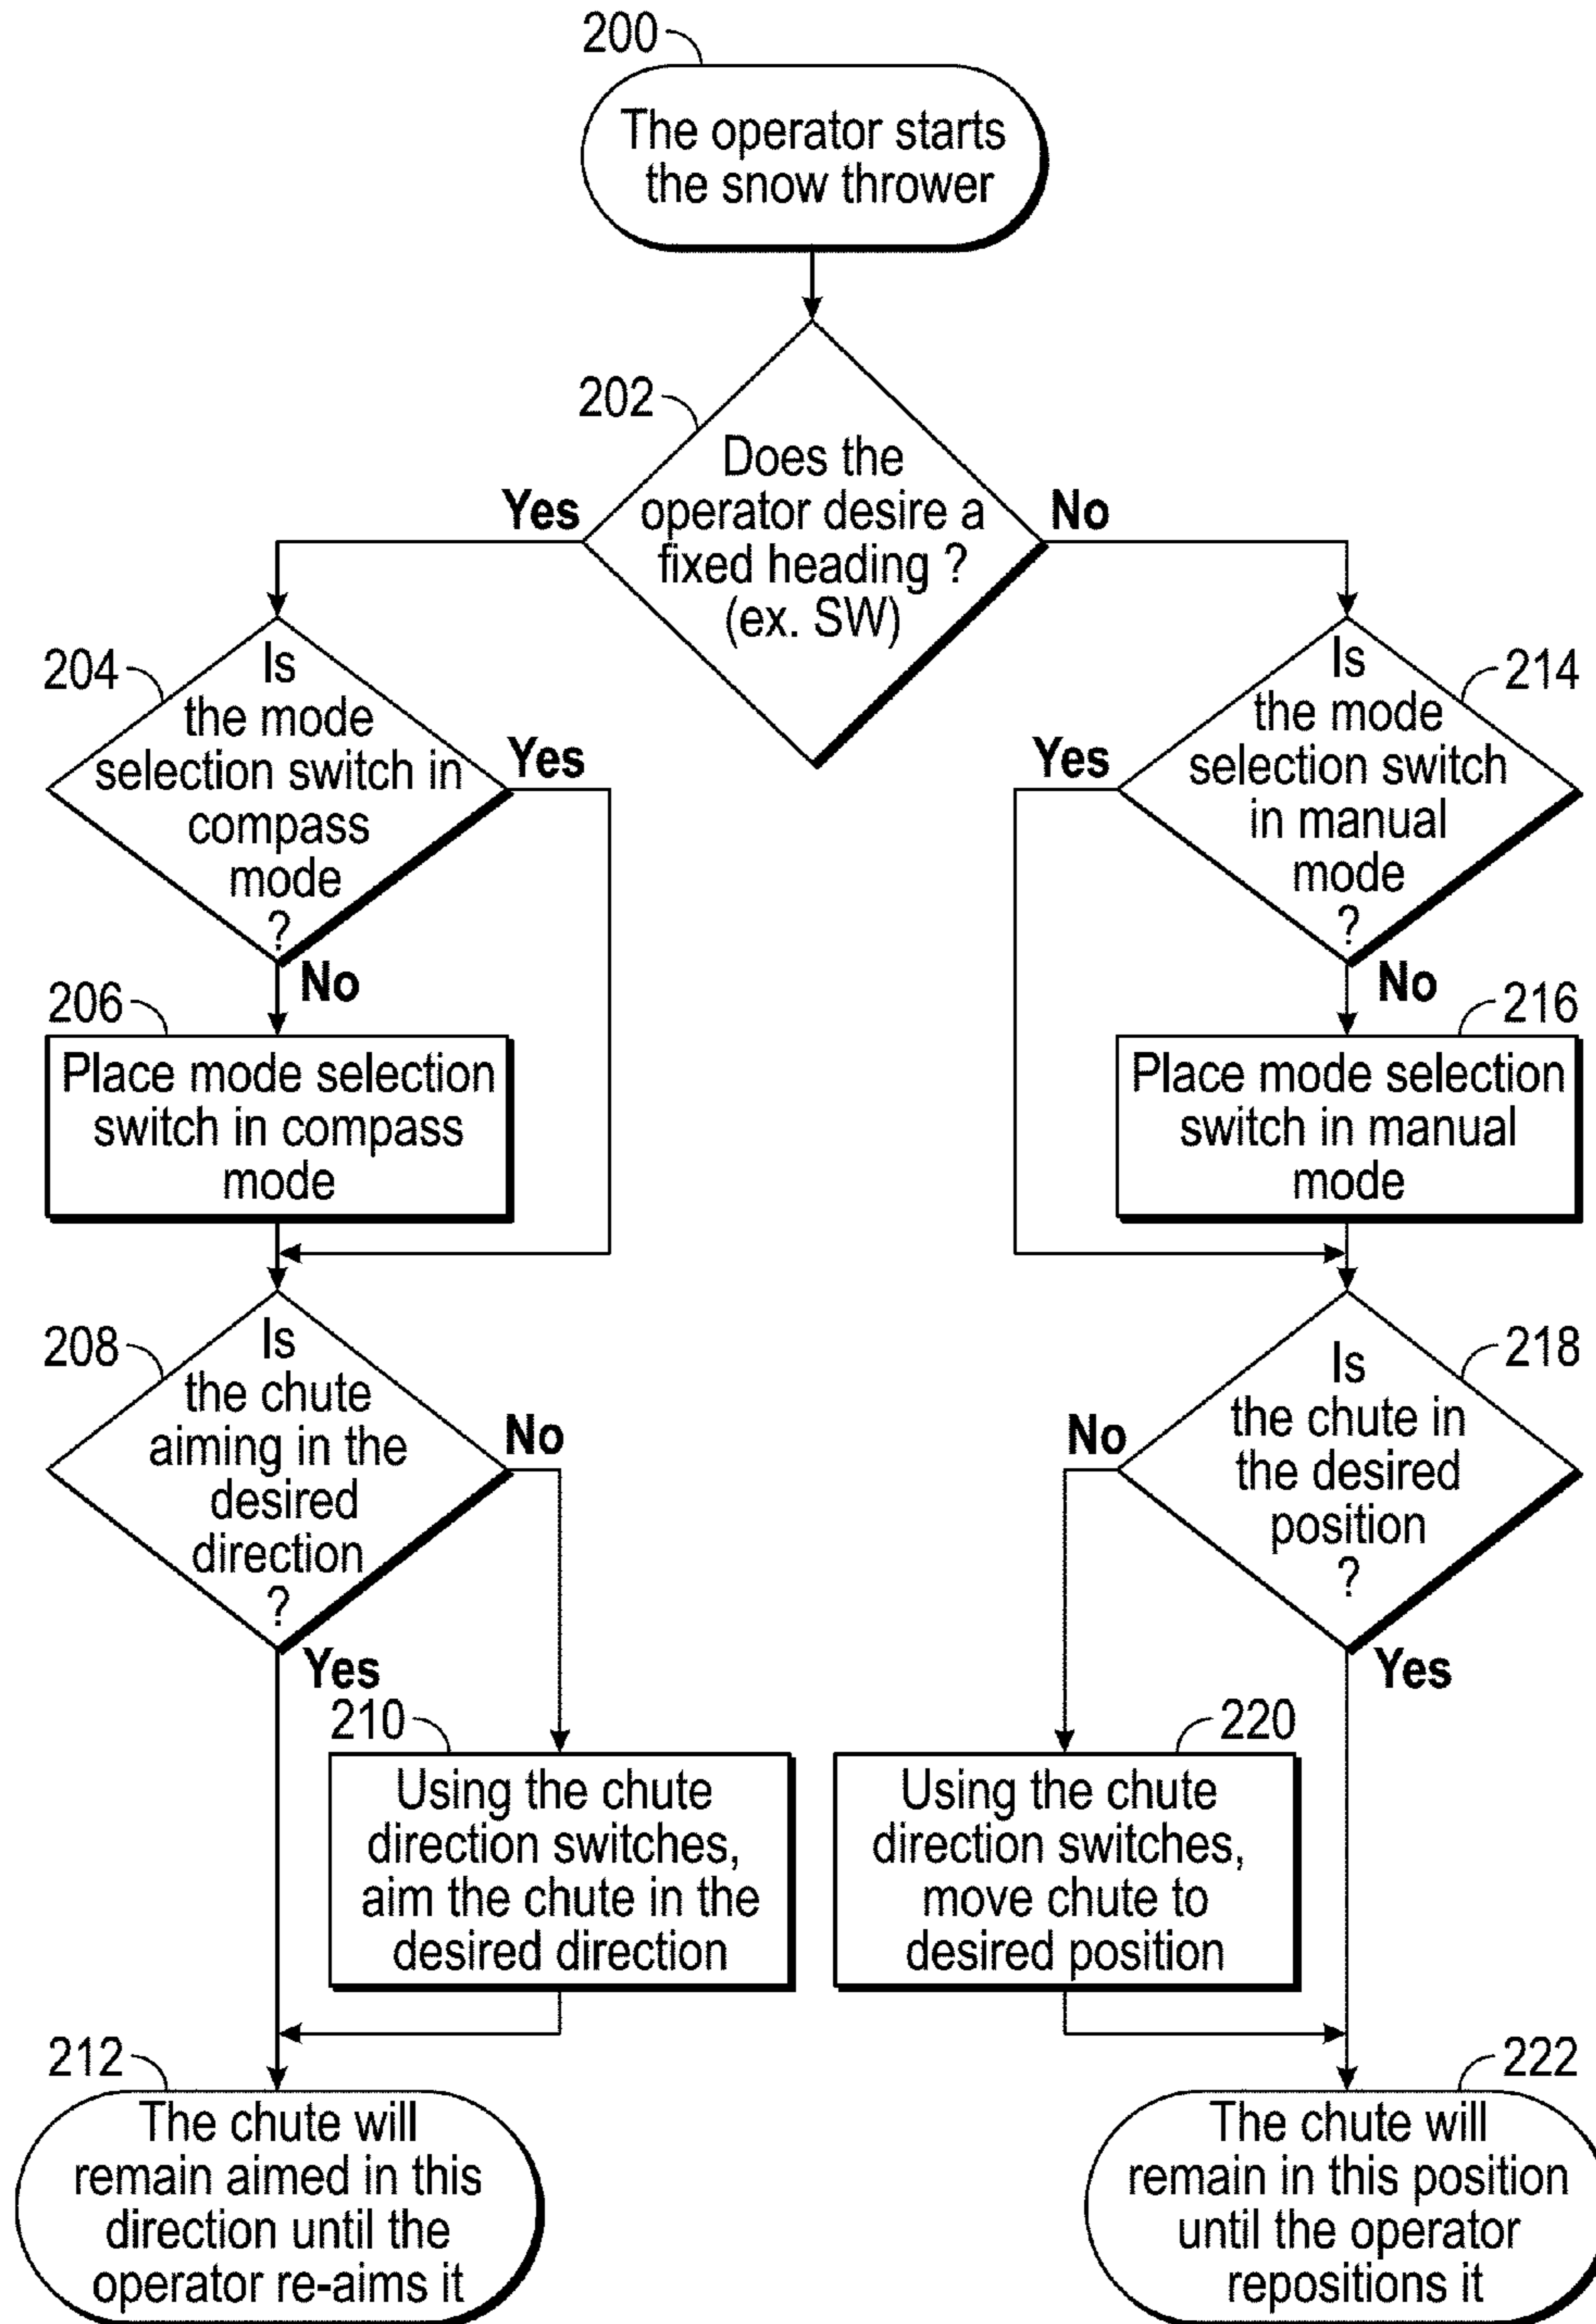 200
The operator starts
the snow thrower
202
Does the
operator desire a
fixed heading ?
(ex. SW)
Yes
No
204
Is
the mode
selection switch in
compass
mode
?
Yes
No
206
Place mode selection
switch in compass
mode
208
Is
the chute
aiming in the
desired
direction
?
No
Yes
210
Using the chute
direction switches,
aim the chute in the
desired direction
212
The chute will
remain aimed in this
direction until the
operator re-aims it
214
Is
the mode
selection switch
in manual
mode
?
Yes
No
216
Place mode selection
switch in manual
mode
218
Is
the chute in
the desired
position
?
No
Yes
220
Using the chute
direction switches,
move chute to
desired position
222
The chute will
remain in this position
until the operator
repositions it